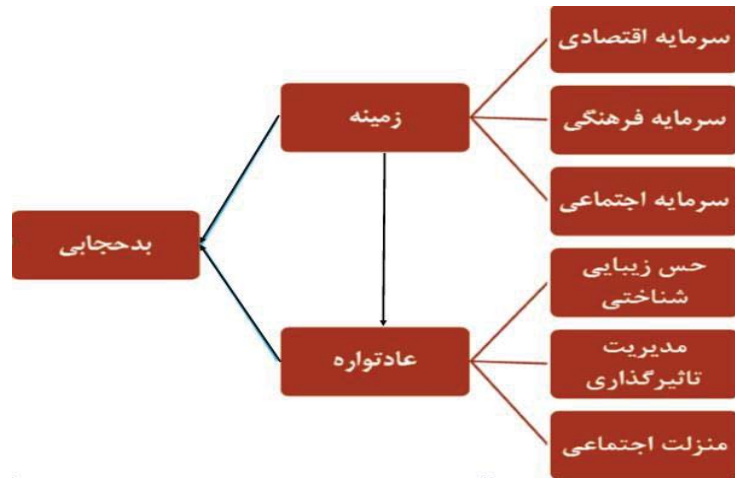 سرمایه اقتصادی
زمینه
سرمایه فرهنگی
سرمایه اجتماعی
بدحجابی
حس زیبایی
شناختی
عادتواره
مدیریت
تاثیرگذاری
منزلت اجتماعی